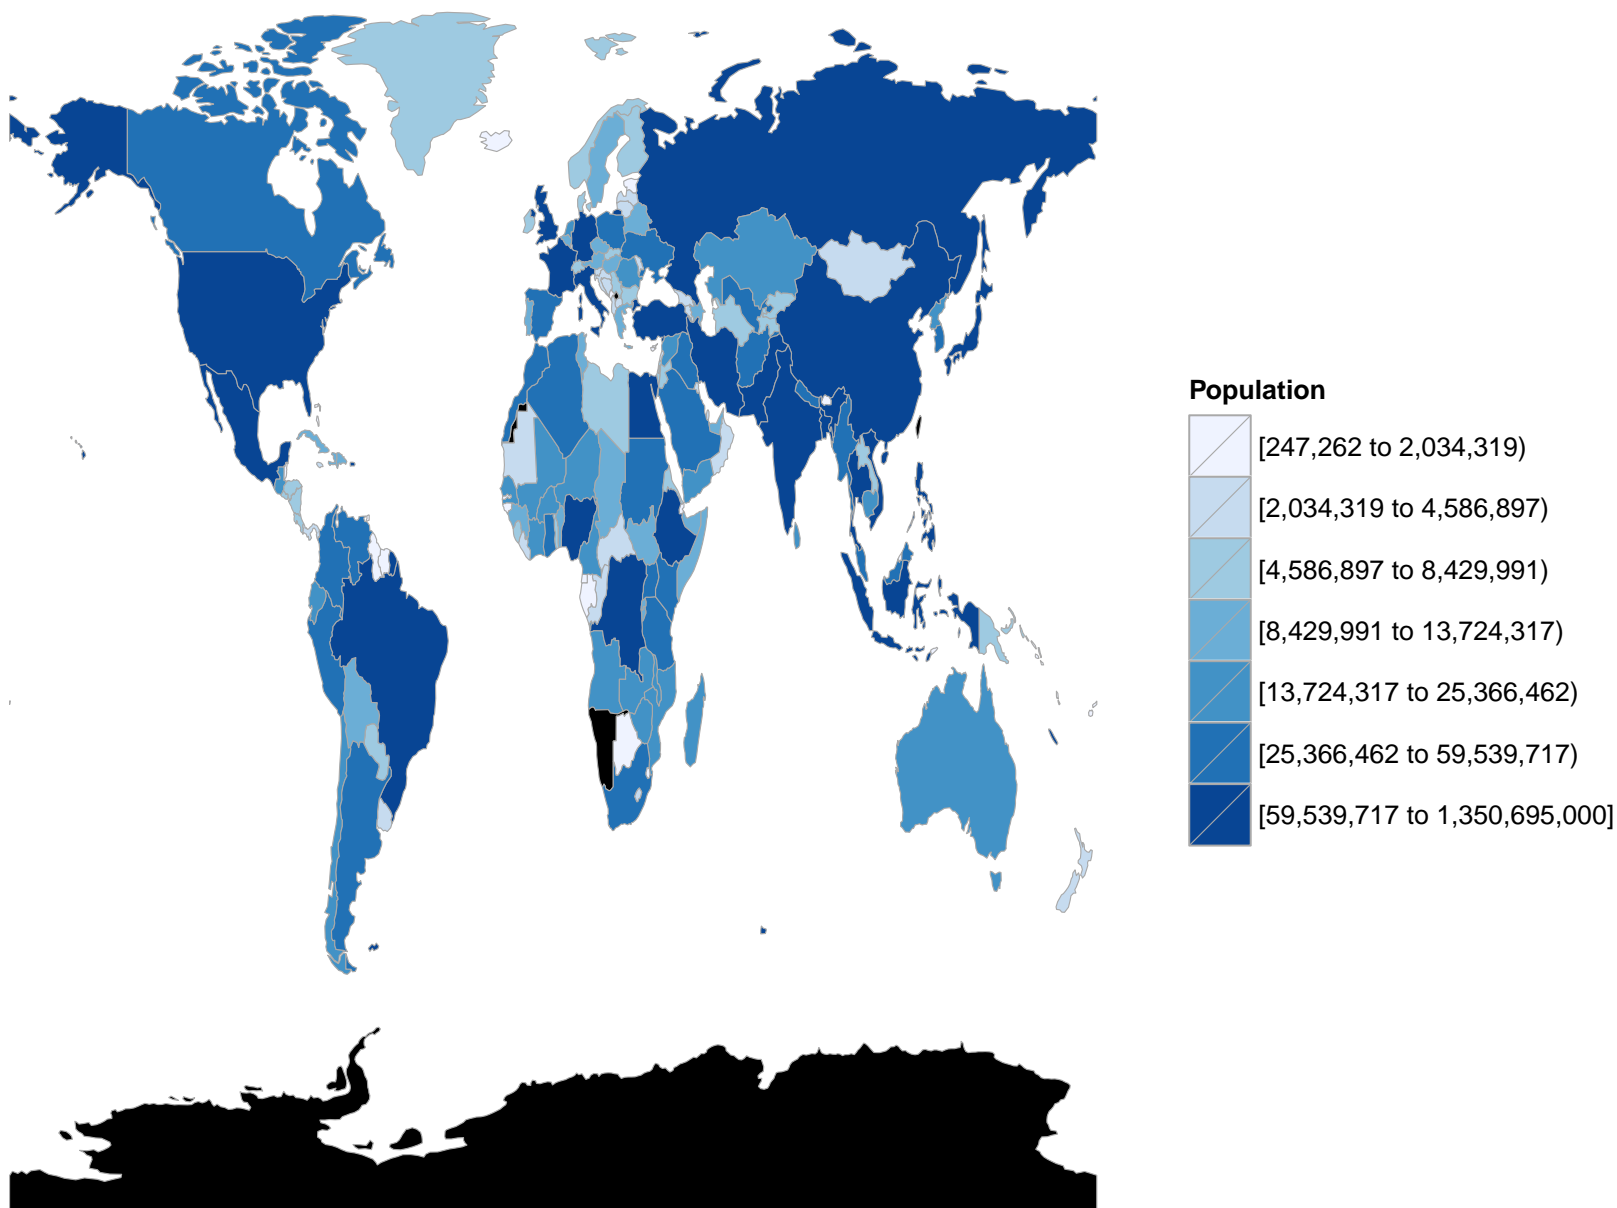 Population
[247,262 to 2,034,319)
[2,034,319 to 4,586,897)
[4,586,897 to 8,429,991)
[8,429,991 to 13,724,317)
[13,724,317 to 25,366,462)
[25,366,462 to 59,539,717)
[59,539,717 to 1,350,695,000]